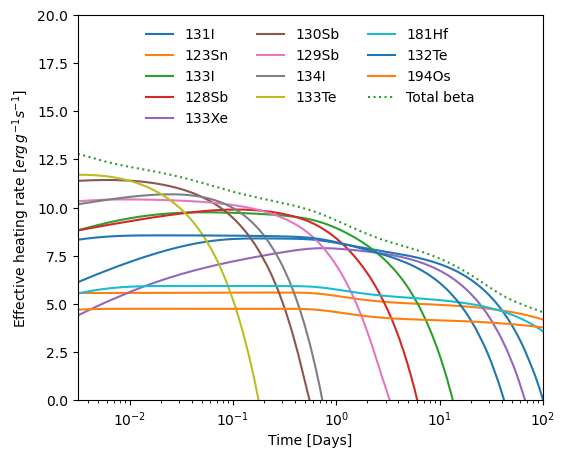 20.0
17.5
15.0
12.5
10.0
7.5
5.0
2.5
0.0
Effective heating rate [erg g⁻¹s⁻¹]
131I 130Sb 181Hf
123Sn 129Sb 132Te
133I 134I 194Os
128Sb 133Te Total beta
133Xe
10⁻² 10⁻¹ 10⁰ 10¹ 10²
Time [Days]